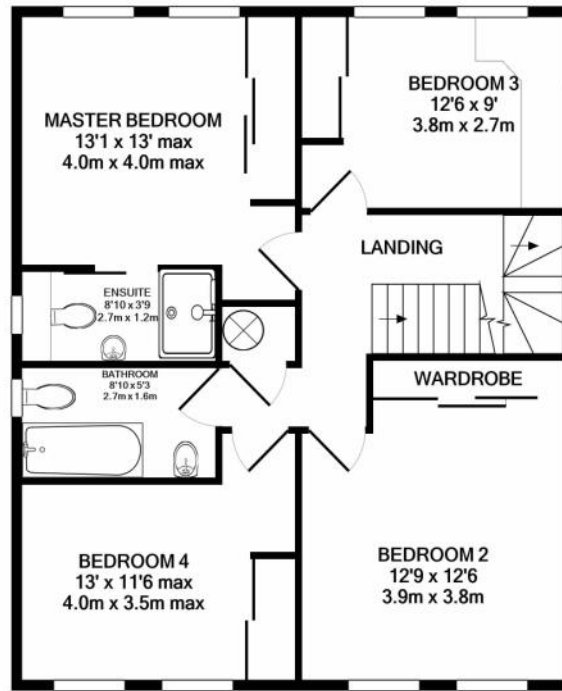 MASTER BEDROOM
13'1 x 13' max
4.0m x 4.0m max
BEDROOM 3
12'6 x 9'
3.8m x 2.7m
LANDING
ENSUITE
8'10 x 3'9
2.7m x 1.2m
BATHROOM
8'10 x 5'3
2.7m x 1.6m
WARDROBE
BEDROOM 4
13' x 11'6 max
4.0m x 3.5m max
BEDROOM 2
12'9 x 12'6
3.9m x 3.8m